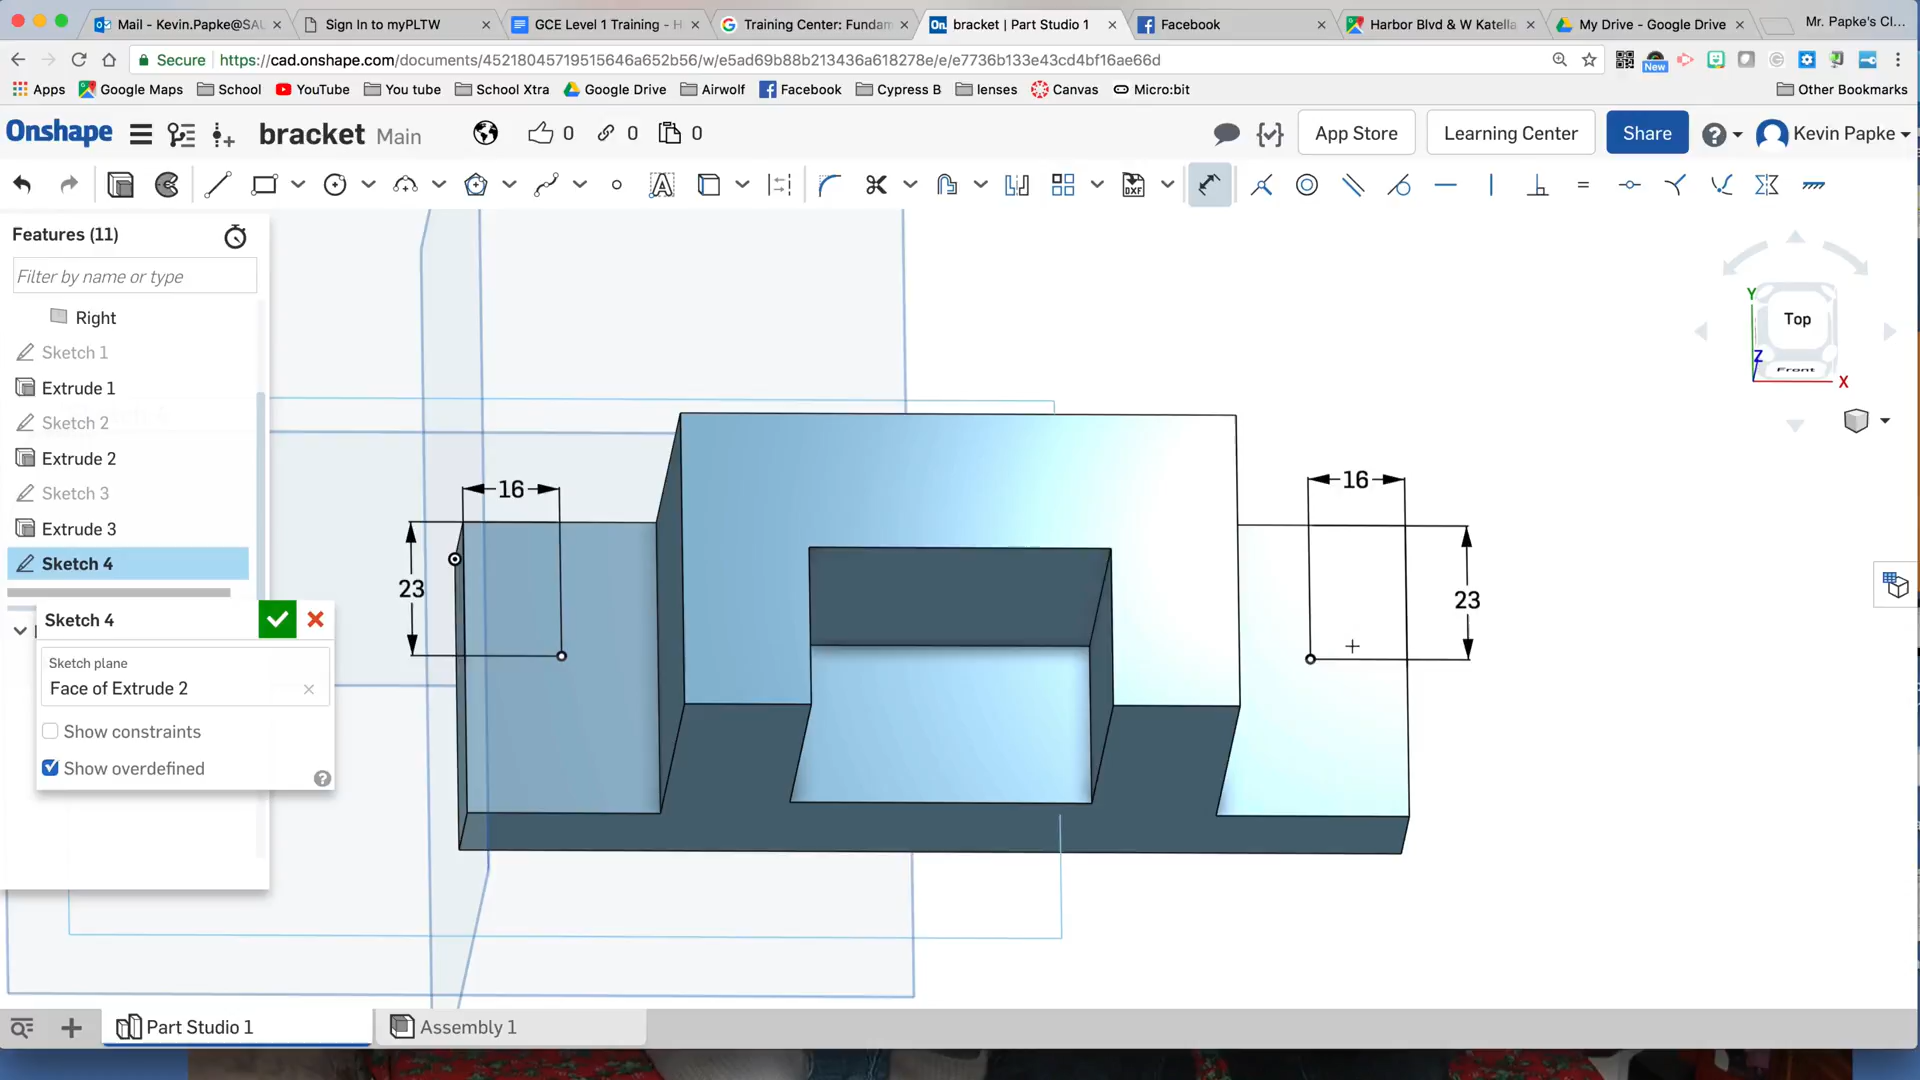 Mail - Kevin.Papke@SAU
Sign In to myPLTW
GCE Level 1 Training - H
Training Center: Fundam
bracket | Part Studio 1
Facebook
Harbor Blvd & W Katella
My Drive - Google Drive
Mr. Papke's Cl...
Secure
https://cad.onshape.com/documents/45218045719515646a652b56/w/e5ad69b88b213436a618278e/e/e7736b133e43cd4bf16ae66d
New
Apps
Google Maps
School
YouTube
You tube
School Xtra
Google Drive
Airwolf
Facebook
Cypress B
lenses
Canvas
Micro:bit
Other Bookmarks
Onshape
bracket Main
0
0
0
App Store
Learning Center
Share
Kevin Papke
DXF
Features (11)
Filter by name or type
Right
Sketch 1
Extrude 1
Sketch 2
Extrude 2
Sketch 3
Extrude 3
Sketch 4
Sketch 4
Sketch plane
Face of Extrude 2
Show constraints
Show overdefined
16
23
16
23
Y
Top
Z
Front
X
Part Studio 1
Assembly 1